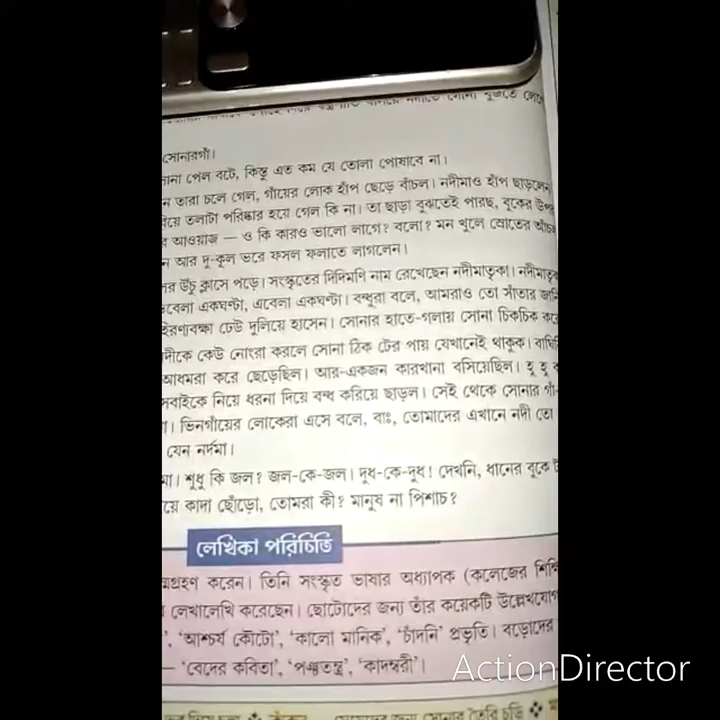 সোনারগাঁ।
পেল বটে, কিন্তু এত কম যে তোলা পোষাবে না।
তারা চলে গেল, গাঁয়ের লোক হাঁপ ছেড়ে বাঁচল। নদীমাও হাঁপ ছাড়লেন
তলাটা পরিষ্কার হয়ে গেল কি না। তা ছাড়া বুঝতেই পারছ, বুকের উপর
আওয়াজ — ও কি কারও ভালো লাগে? বলো? মন খুলে স্রোতের আঁচল
আর দু-কূল ভরে ফসল ফলাতে লাগলেন।
উঁচু ক্লাসে পড়ে। সংস্কৃতের দিদিমণি নাম রেখেছেন নদীমাতৃকা। নদীমাতৃকা
একঘণ্টা, এবেলা একঘণ্টা। বন্ধুরা বলে, আমরাও তো সাঁতার জানি
হিরণ্যবক্ষা ঢেউ দুলিয়ে হাসেন। সোনার হাতে-গলায় সোনা চিকচিক করে
কেউ নোংরা করলে সোনা ঠিক টের পায় যেখানেই থাকুক। বাঘি
আধমরা করে ছেড়েছিল। আর-একজন কারখানা বসিয়েছিল। হু হু ব
সবাইকে নিয়ে ধরনা দিয়ে বন্ধ করিয়ে ছাড়ল। সেই থেকে সোনার গাঁ-
। ভিনগাঁয়ের লোকেরা এসে বলে, বাঃ, তোমাদের এখানে নদী তো
যেন নর্দমা।
মা। শুধু কি জল? জল-কে-জল। দুধ-কে-দুধ! দেখনি, ধানের বুকে
কাদা ছোঁড়ো, তোমরা কী? মানুষ না পিশাচ?
লেখিকা পরিচিতি
গ্রহণ করেন। তিনি সংস্কৃত ভাষার অধ্যাপক (কলেজের শিক্ষি
লেখালেখি করেছেন। ছোটোদের জন্য তাঁর কয়েকটি উল্লেখযোগ
, 'আশ্চর্য কৌটো', 'কালো মানিক', 'চাঁদনি' প্রভৃতি। বড়োদের
— 'বেদের কবিতা', 'পঞ্চতন্ত্র', 'কাদম্বরী'।
ActionDirector